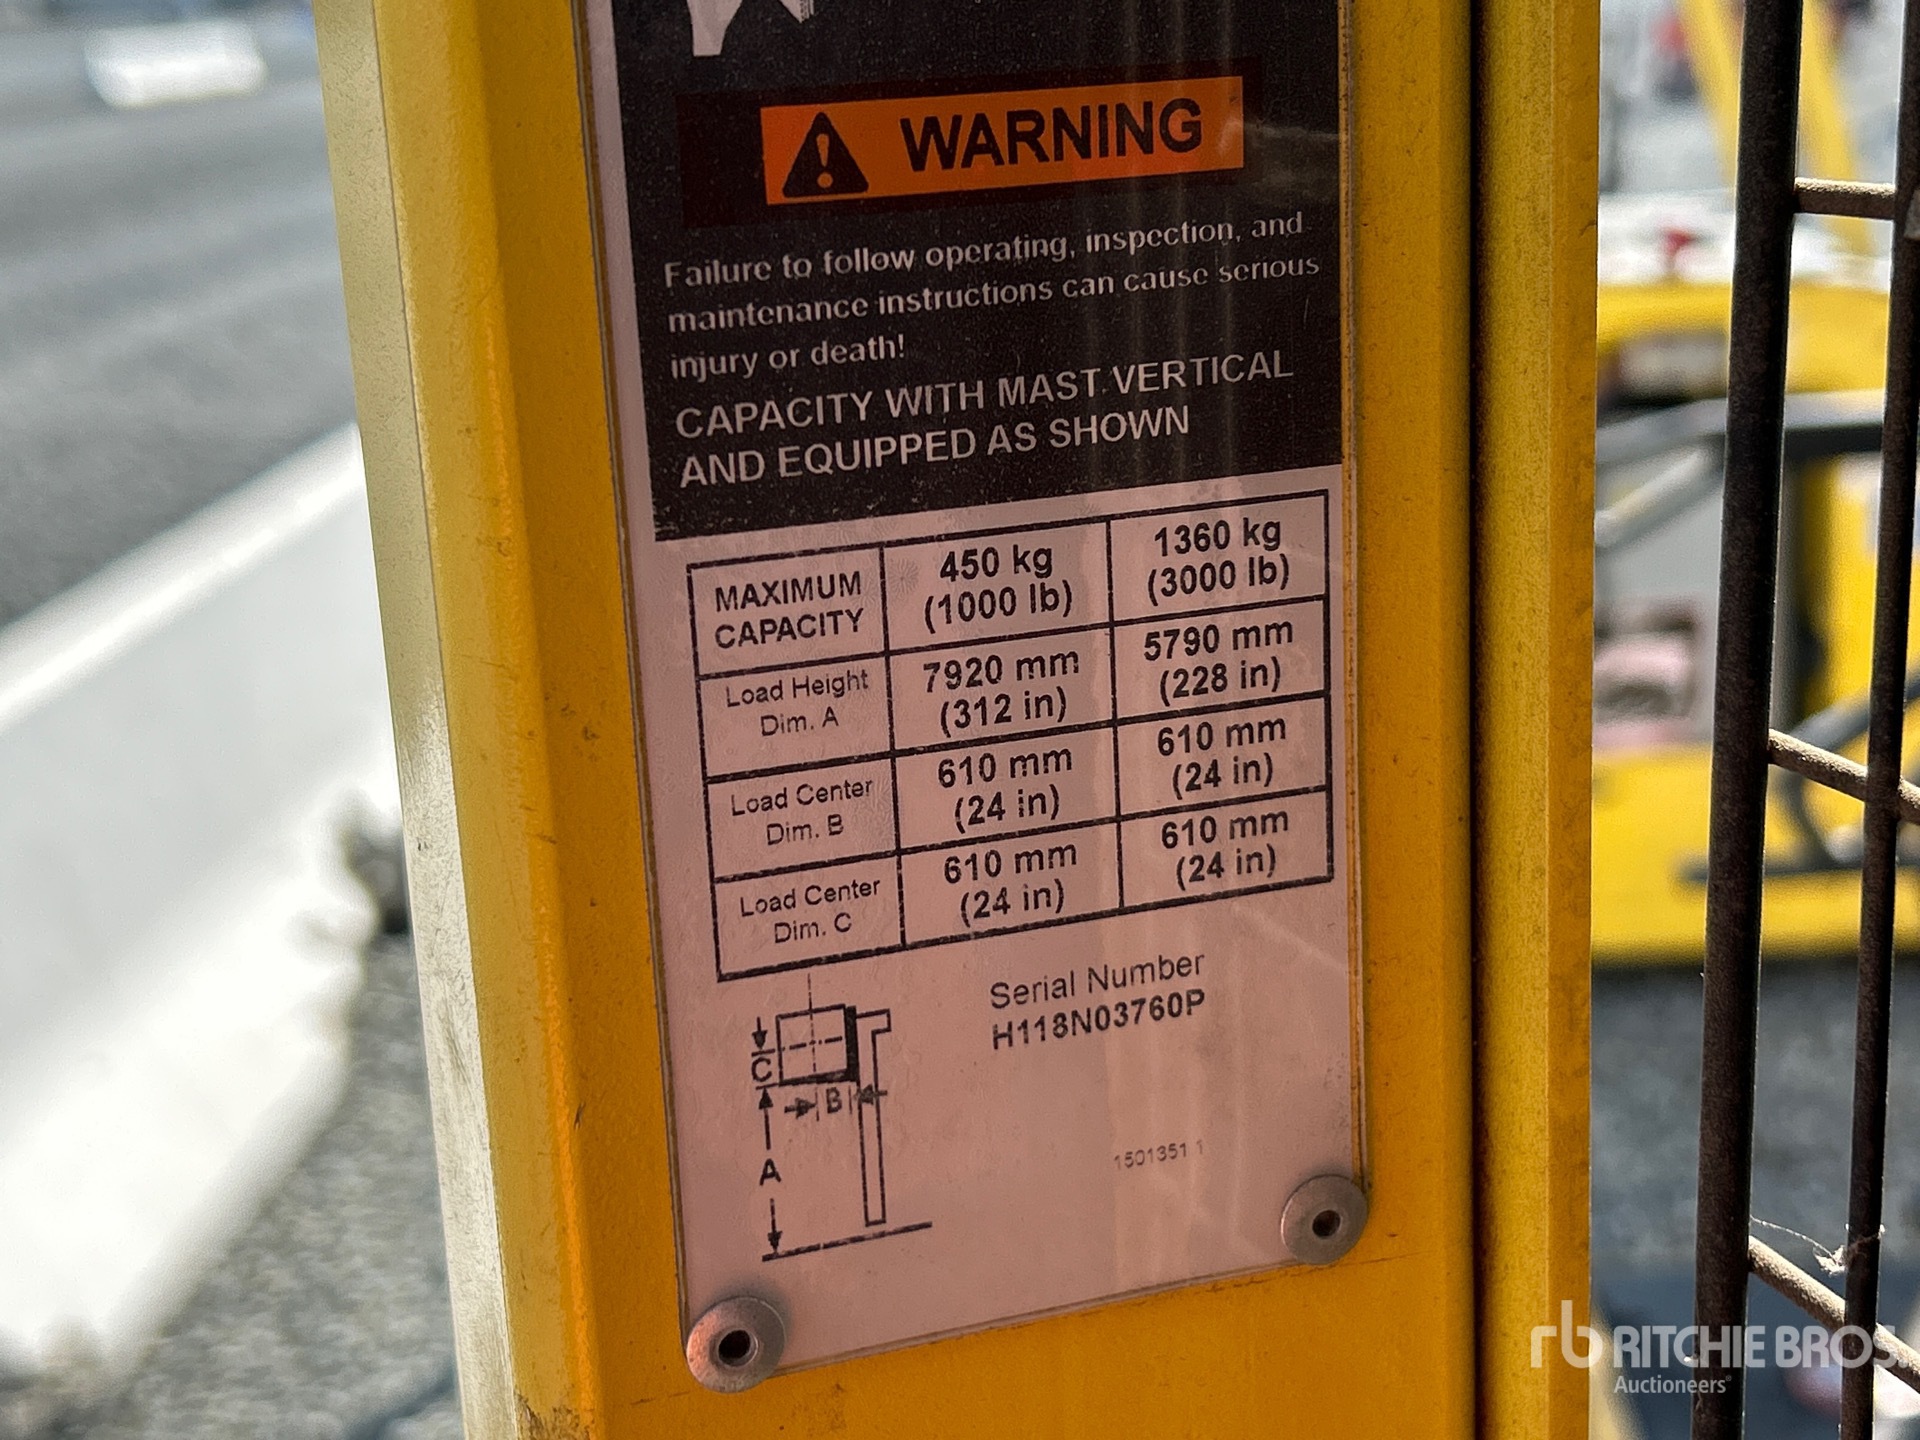 WARNING
Failure to follow operating, inspection, and
maintenance instructions can cause serious
injury or death!
CAPACITY WITH MAST VERTICAL
AND EQUIPPED AS SHOWN
MAXIMUM CAPACITY 450 kg (1000 lb) 1360 kg (3000 lb)
Load Height Dim. A 7920 mm (312 in) 5790 mm (228 in)
Load Center Dim. B 610 mm (24 in) 610 mm (24 in)
Load Center Dim. C 610 mm (24 in) 610 mm (24 in)
Serial Number
H118N03760P
C
B
A
1501351 1
rb RITCHIE BROS.
Auctioneers